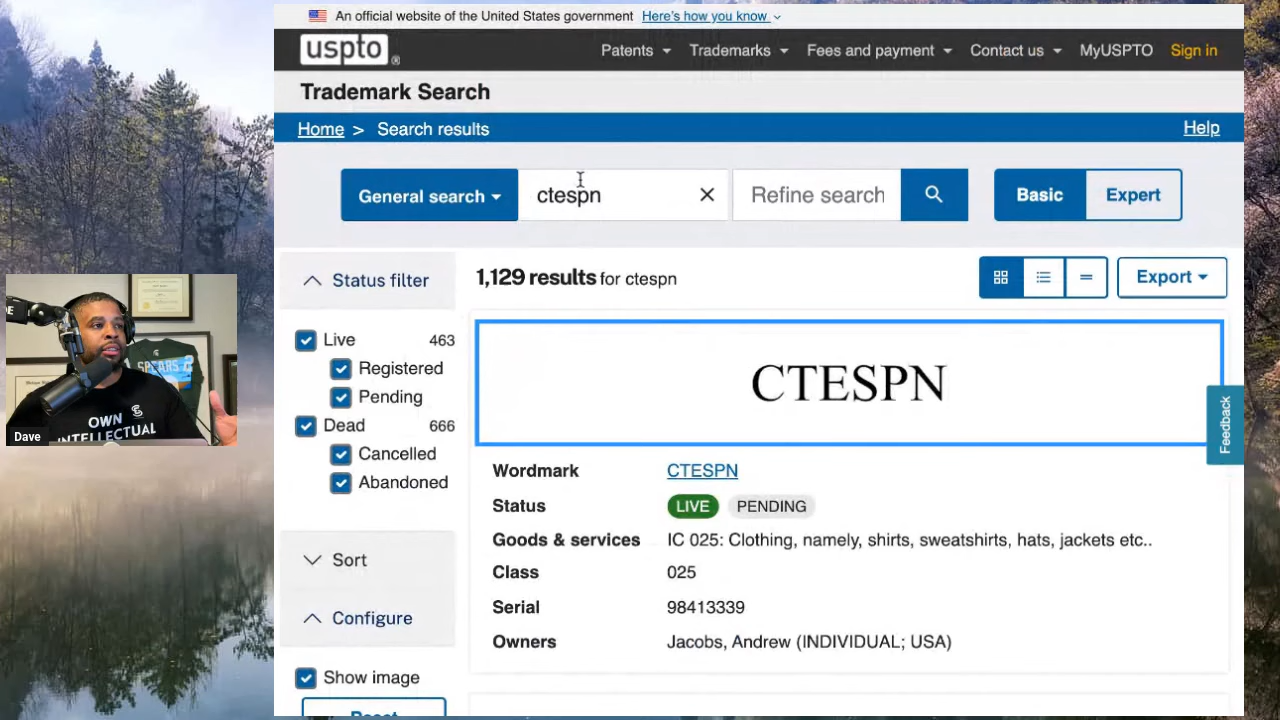 An official website of the United States government Here's how you know
uspto®
Patents Trademarks Fees and payment Contact us MyUSPTO Sign in
Trademark Search
Home > Search results
Help
General search
ctespn
Refine search
Basic
Expert
Status filter
Live 463
Registered
Pending
Dead 666
Cancelled
Abandoned
Sort
Configure
Show image
Reset
1,129 results for ctespn
Export
CTESPN
Wordmark CTESPN
Status LIVE PENDING
Goods & services IC 025: Clothing, namely, shirts, sweatshirts, hats, jackets etc..
Class 025
Serial 98413339
Owners Jacobs, Andrew (INDIVIDUAL; USA)
Feedback
SPEARS
OWN
INTELLECTUAL
Dave